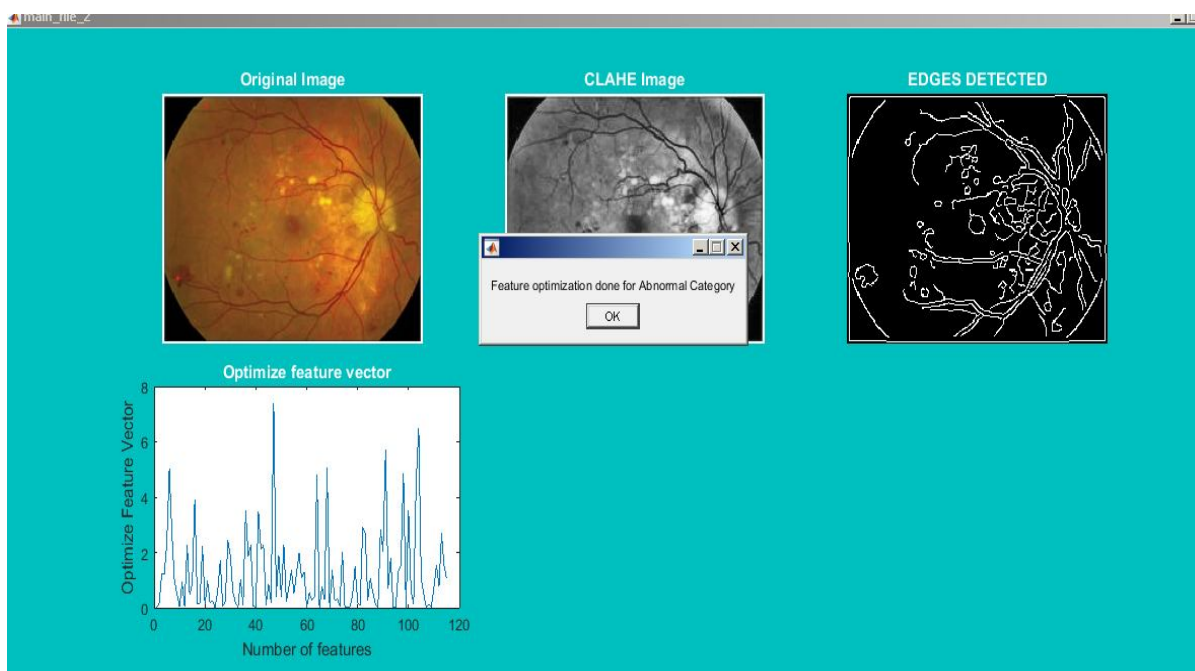 main_file_2
Original Image
CLAHE Image
EDGES DETECTED
Feature optimization done for Abnormal Category
OK
Optimize feature vector
Optimize Feature Vector
8
6
4
2
0
0 20 40 60 80 100 120
Number of features